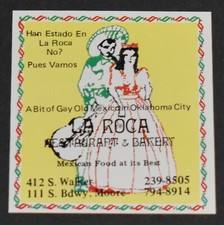 Han Estado En
La Roca
No?
Pues Vamos
A Bit of Gay Old Mexico in Oklahoma City
LA ROCA
RESTAURANT & BAKERY
Mexican Food at its Best
412 S. Walker 239-8505
111 S. Bdwy. Moore 794-8914